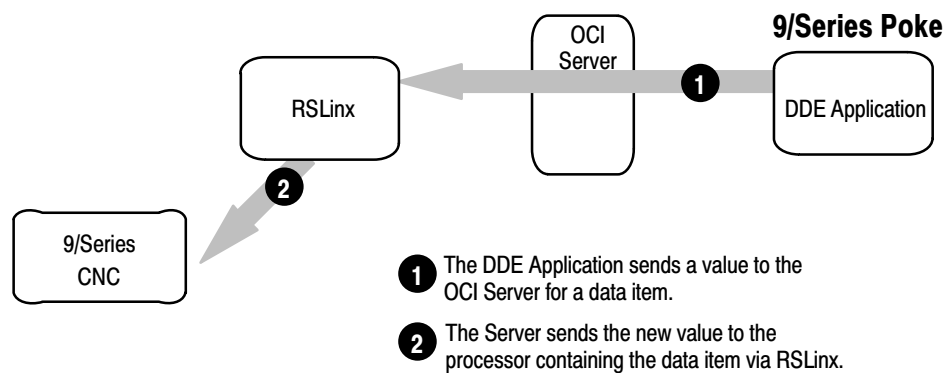 9/Series Poke
OCI
Server
1
DDE Application
RSLinx
2
9/Series
CNC
1 The DDE Application sends a value to the
OCI Server for a data item.
2 The Server sends the new value to the
processor containing the data item via RSLinx.